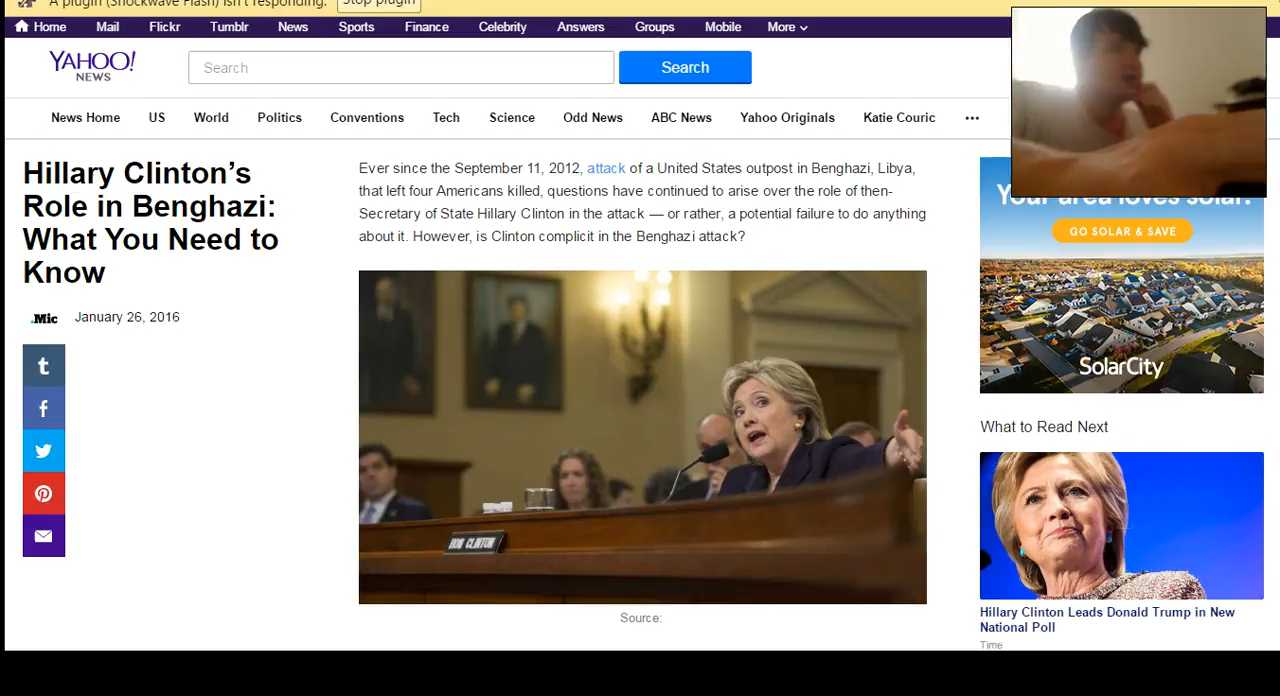 A plugin (Shockwave Flash) isn't responding.
Stop plugin
Home Mail Flickr Tumblr News Sports Finance Celebrity Answers Groups Mobile More
YAHOO!
NEWS
Search
Search
News Home US World Politics Conventions Tech Science Odd News ABC News Yahoo Originals Katie Couric •••
Hillary Clinton’s
Role in Benghazi:
What You Need to
Know
.Mic January 26, 2016
t
f
Ever since the September 11, 2012, attack of a United States outpost in Benghazi, Libya,
that left four Americans killed, questions have continued to arise over the role of then-
Secretary of State Hillary Clinton in the attack — or rather, a potential failure to do anything
about it. However, is Clinton complicit in the Benghazi attack?
HON CLINTON
Source:
Your area loves solar.
GO SOLAR & SAVE
SolarCity
What to Read Next
Hillary Clinton Leads Donald Trump in New
National Poll
Time